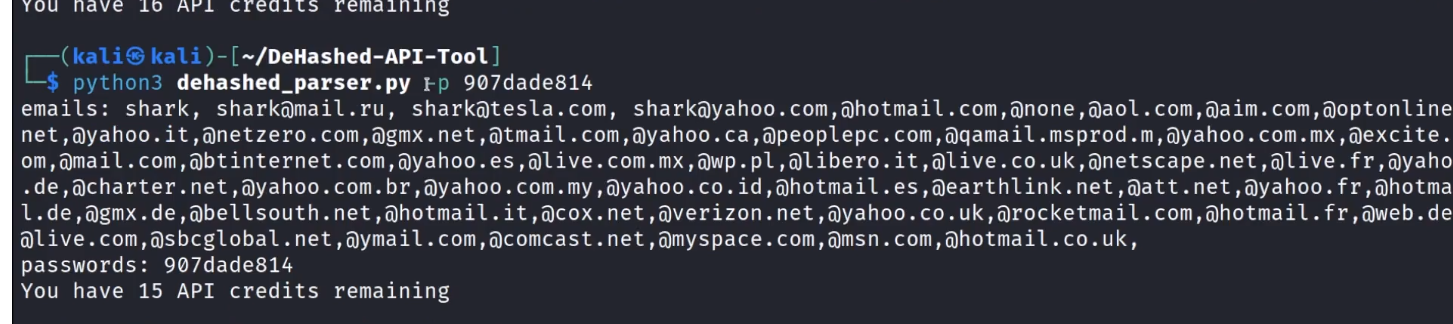 You have 16 API credits remaining
┌──(kali㉿kali)-[~/DeHashed-API-Tool]
└─$ python3 dehashed_parser.py -p 907dade814
emails: shark, shark@mail.ru, shark@tesla.com, shark@yahoo.com,@hotmail.com,@none,@aol.com,@aim.com,@optonline
net,@yahoo.it,@netzero.com,@gmx.net,@tmail.com,@yahoo.ca,@peoplepc.com,@qamail.msprod.m,@yahoo.com.mx,@excite.
om,@mail.com,@btinternet.com,@yahoo.es,@live.com.mx,@wp.pl,@libero.it,@live.co.uk,@netscape.net,@live.fr,@yaho
.de,@charter.net,@yahoo.com.br,@yahoo.com.my,@yahoo.co.id,@hotmail.es,@earthlink.net,@att.net,@yahoo.fr,@hotma
l.de,@gmx.de,@bellsouth.net,@hotmail.it,@cox.net,@verizon.net,@yahoo.co.uk,@rocketmail.com,@hotmail.fr,@web.de
@live.com,@sbcglobal.net,@ymail.com,@comcast.net,@myspace.com,@msn.com,@hotmail.co.uk,
passwords: 907dade814
You have 15 API credits remaining